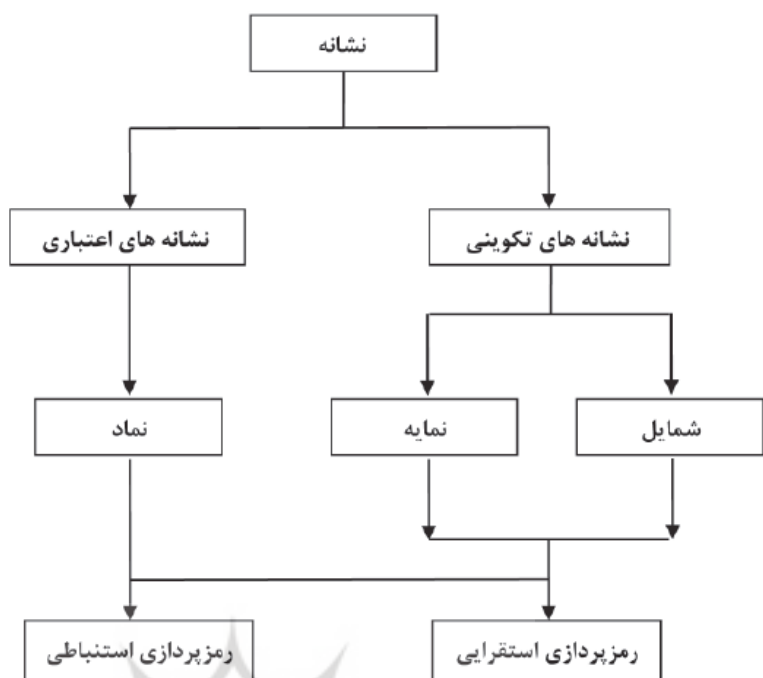 نشانه
نشانه های تکوینی
نشانه های اعتباری
شمایل
نمایه
نماد
رمزپردازی استقرایی
رمزپردازی استنباطی